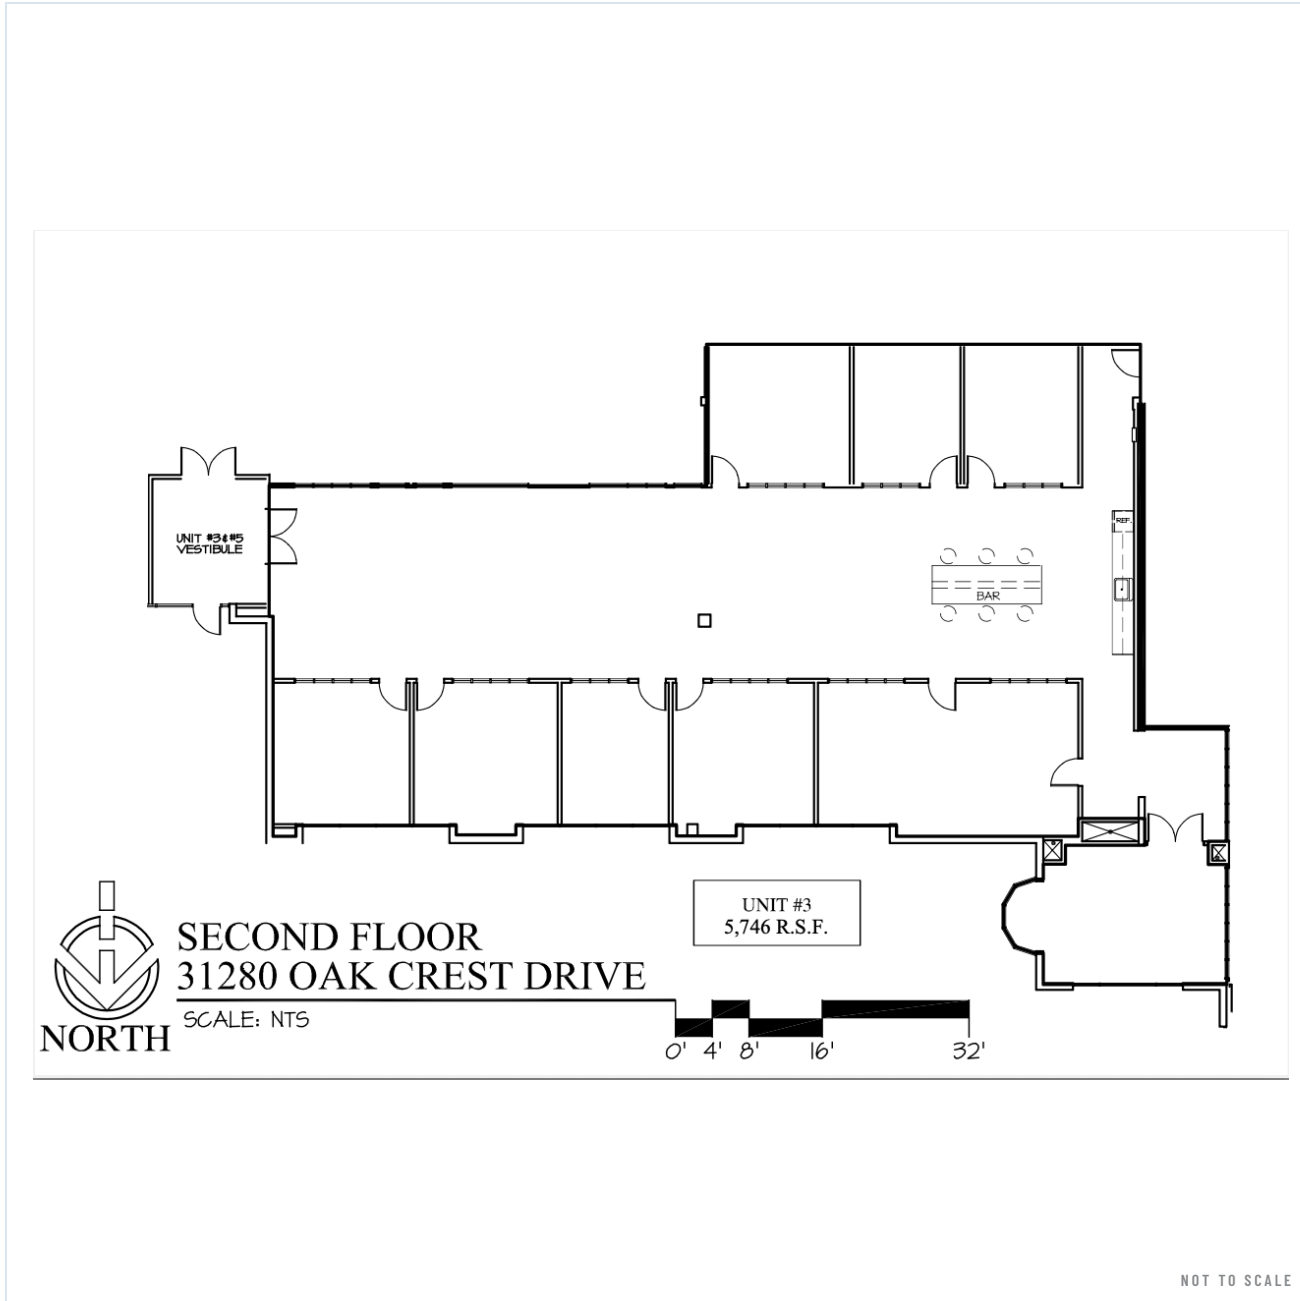 UNIT #3&#5
VESTIBULE
REF.
BAR
UNIT #3
5,746 R.S.F.
SECOND FLOOR
31280 OAK CREST DRIVE
SCALE: NTS
NORTH
0' 4' 8' 16' 32'
NOT TO SCALE